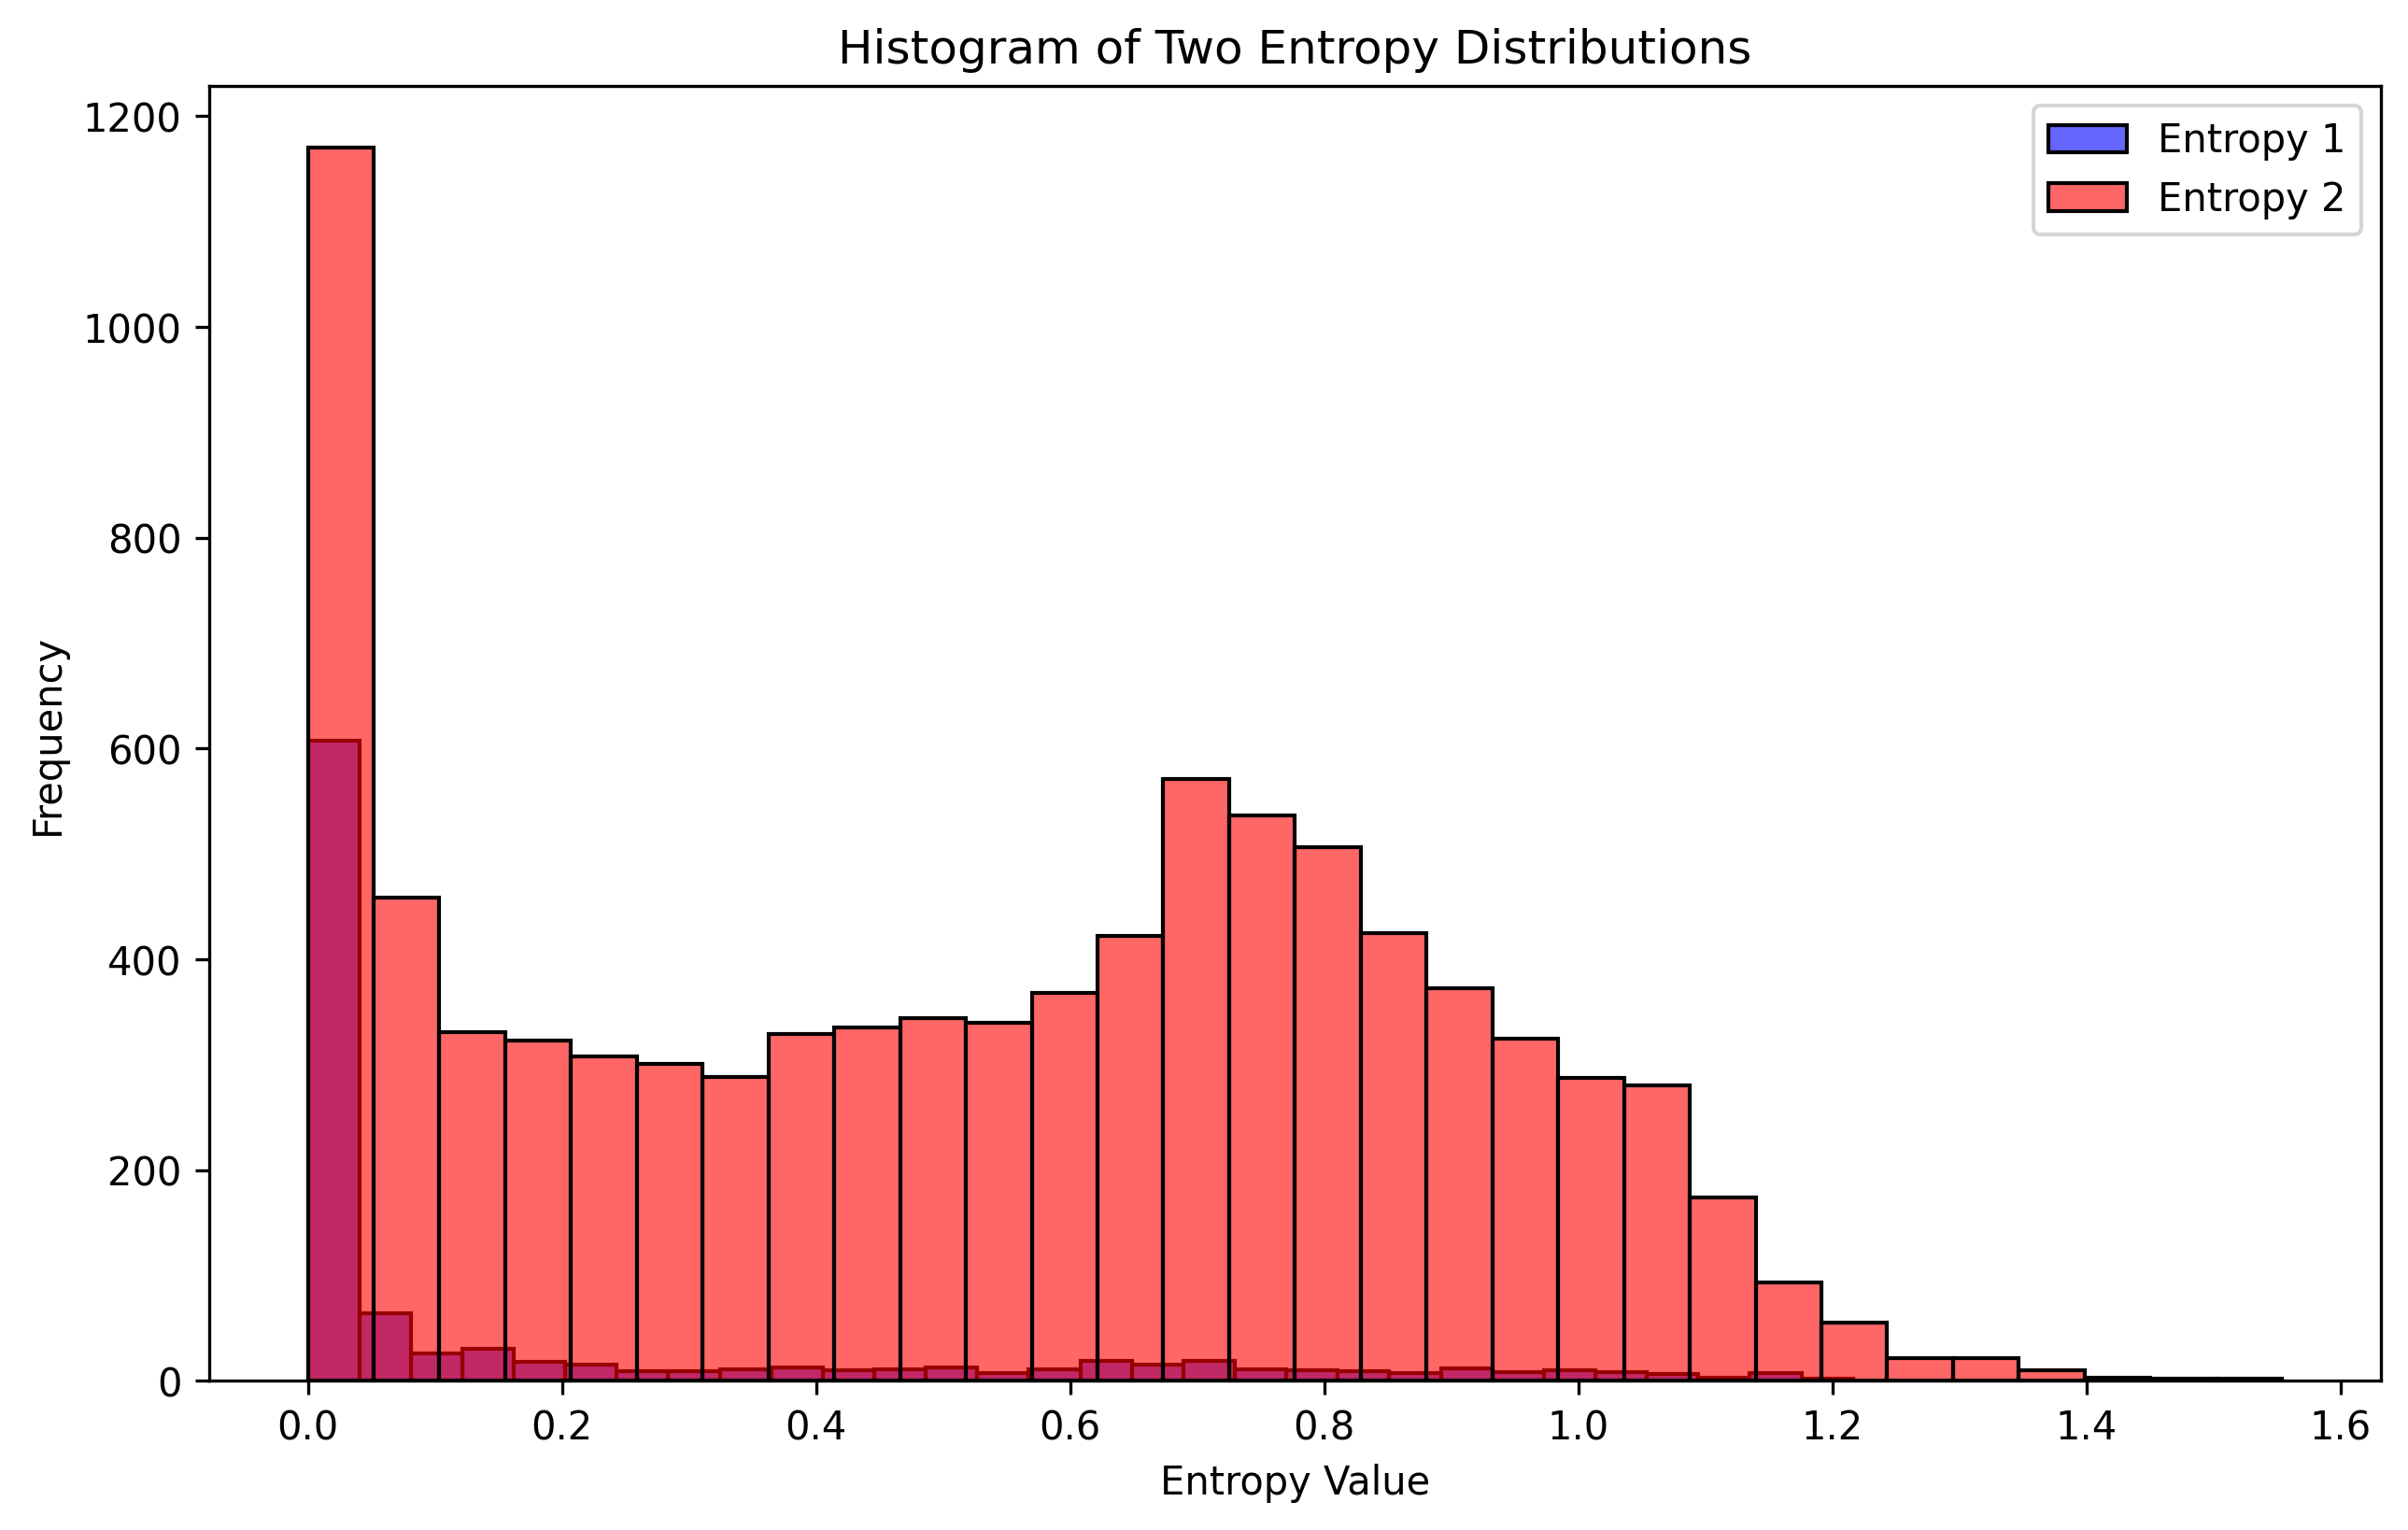 Histogram of Two Entropy Distributions
Entropy 1
Entropy 2
1200
1000
800
600
400
200
0
Frequency
0.0 0.2 0.4 0.6 0.8 1.0 1.2 1.4 1.6
Entropy Value